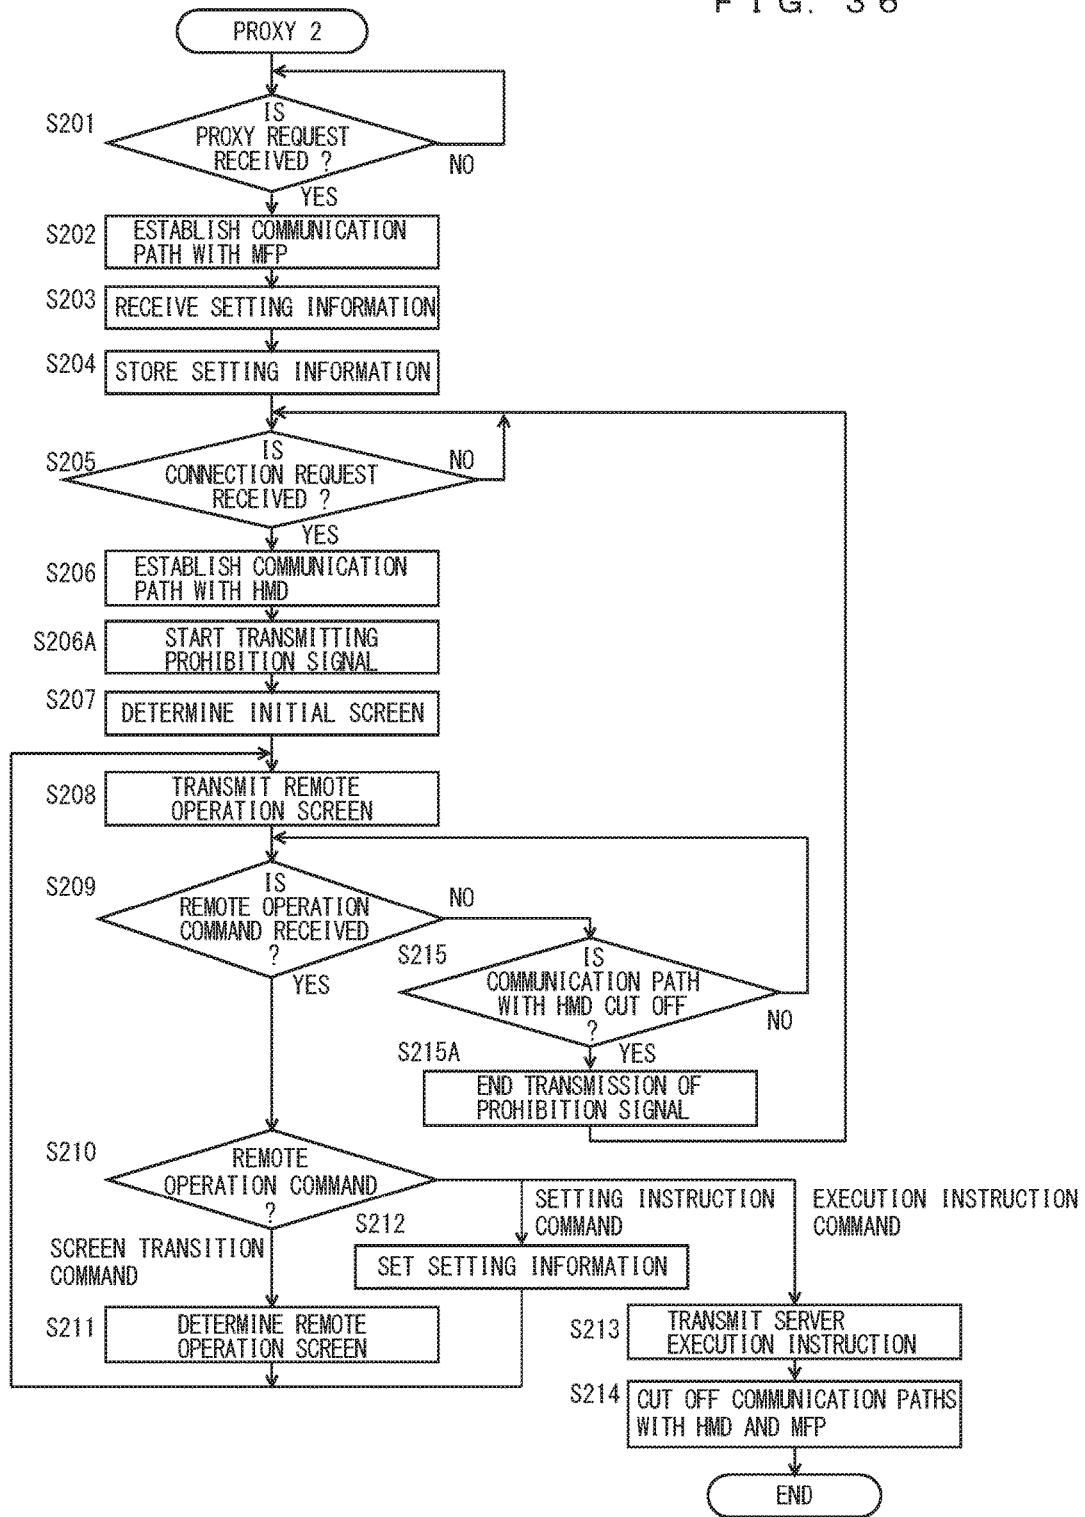 FIG. 36
PROXY 2
S201
IS
PROXY REQUEST
RECEIVED ?
NO
YES
S202
ESTABLISH COMMUNICATION
PATH WITH MFP
S203
RECEIVE SETTING INFORMATION
S204
STORE SETTING INFORMATION
S205
IS
CONNECTION REQUEST
RECEIVED ?
NO
YES
S206
ESTABLISH COMMUNICATION
PATH WITH HMD
S206A
START TRANSMITTING
PROHIBITION SIGNAL
S207
DETERMINE INITIAL SCREEN
S208
TRANSMIT REMOTE
OPERATION SCREEN
S209
IS
REMOTE OPERATION
COMMAND RECEIVED
?
NO
YES
S215
IS
COMMUNICATION PATH
WITH HMD CUT OFF
?
NO
YES
S215A
END TRANSMISSION OF
PROHIBITION SIGNAL
S210
REMOTE
OPERATION COMMAND
?
SCREEN TRANSITION
COMMAND
SETTING INSTRUCTION
COMMAND
EXECUTION INSTRUCTION
COMMAND
S212
SET SETTING INFORMATION
S211
DETERMINE REMOTE
OPERATION SCREEN
S213
TRANSMIT SERVER
EXECUTION INSTRUCTION
S214
CUT OFF COMMUNICATION PATHS
WITH HMD AND MFP
END